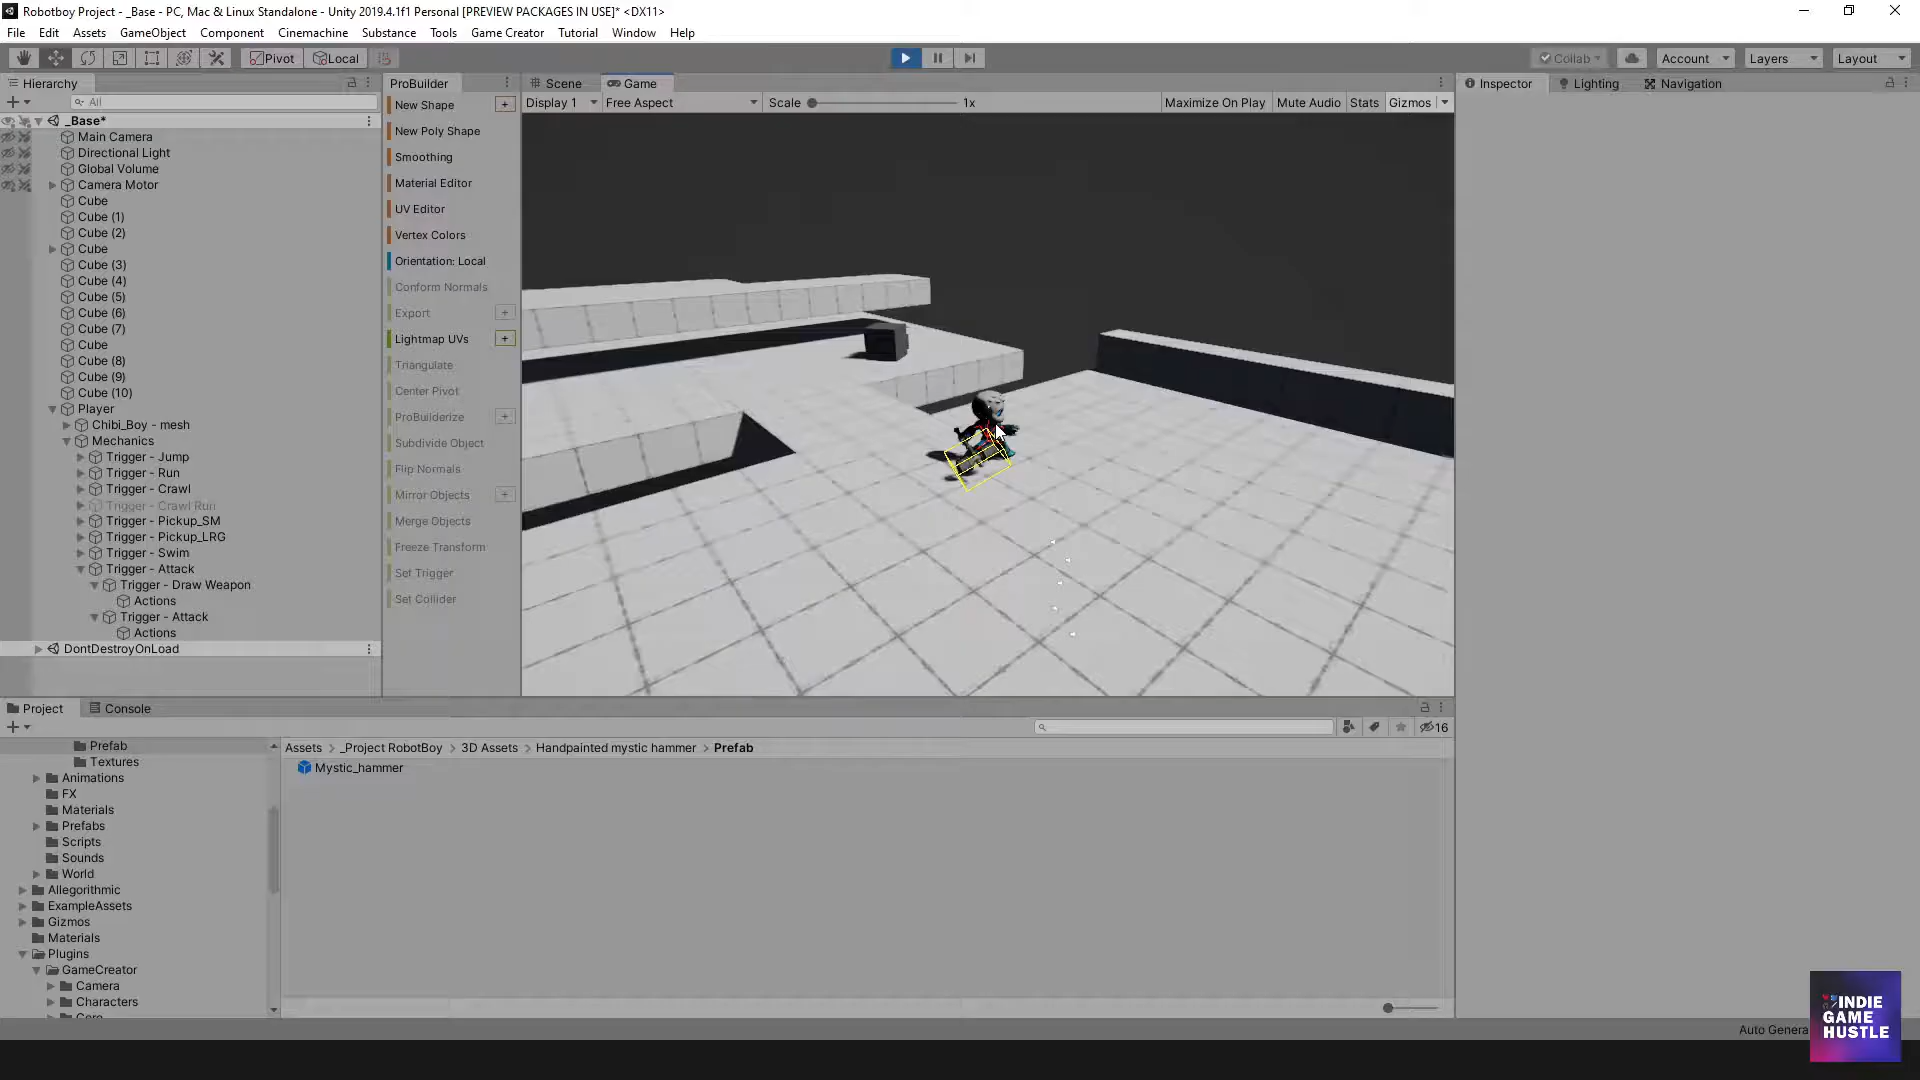 Robotboy Project - _Base - PC, Mac & Linux Standalone - Unity 2019.4.1f1 Personal [PREVIEW PACKAGES IN USE]* <DX11>
File Edit Assets GameObject Component Cinemachine Substance Tools Game Creator Tutorial Window Help
Pivot Local Collab Account Layers Layout
Hierarchy
All
_Base*
Main Camera
Directional Light
Global Volume
Camera Motor
Cube
Cube (1)
Cube (2)
Cube
Cube (3)
Cube (4)
Cube (5)
Cube (6)
Cube (7)
Cube
Cube (8)
Cube (9)
Cube (10)
Player
Chibi_Boy - mesh
Mechanics
Trigger - Jump
Trigger - Run
Trigger - Crawl
Trigger - Crawl Run
Trigger - Pickup_SM
Trigger - Pickup_LRG
Trigger - Swim
Trigger - Attack
Trigger - Draw Weapon
Actions
Trigger - Attack
Actions
DontDestroyOnLoad
ProBuilder
New Shape
New Poly Shape
Smoothing
Material Editor
UV Editor
Vertex Colors
Orientation: Local
Conform Normals
Export
Lightmap UVs
Triangulate
Center Pivot
ProBuilderize
Subdivide Object
Flip Normals
Mirror Objects
Merge Objects
Freeze Transform
Set Trigger
Set Collider
Scene Game
Display 1 Free Aspect Scale 1x Maximize On Play Mute Audio Stats Gizmos
Inspector Lighting Navigation
Project Console
16
Prefab
Textures
Animations
FX
Materials
Prefabs
Scripts
Sounds
World
Allegorithmic
ExampleAssets
Gizmos
Materials
Plugins
GameCreator
Camera
Characters
Core
Assets > _Project RobotBoy > 3D Assets > Handpainted mystic hammer > Prefab
Mystic_hammer
Auto Genera
INDIE
GAME
HUSTLE